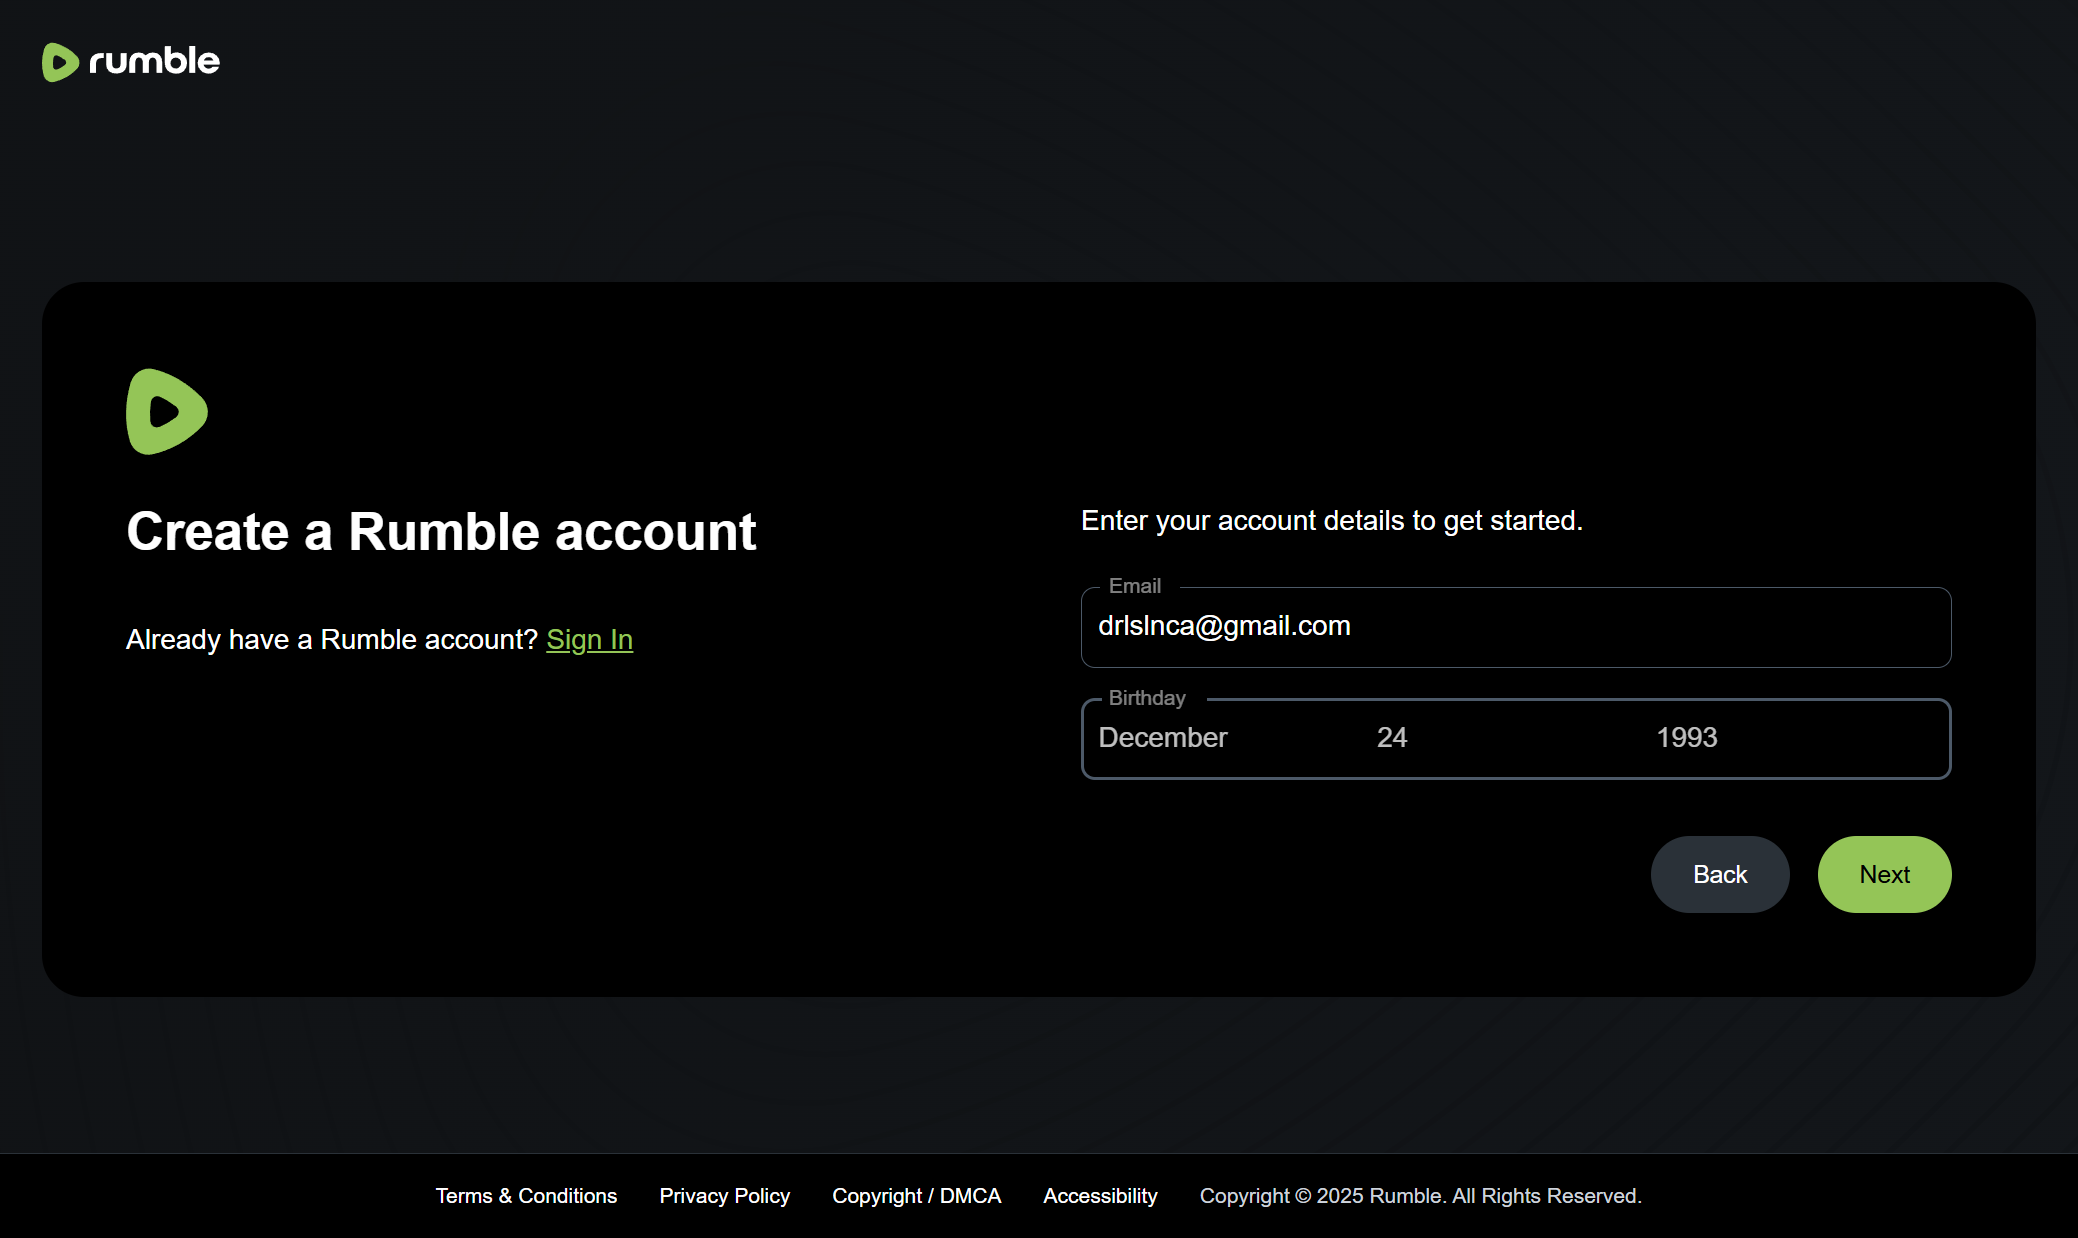 rumble
Create a Rumble account
Already have a Rumble account? Sign In
Enter your account details to get started.
Email
drlslnca@gmail.com
Birthday
December 24 1993
Back Next
Terms & Conditions Privacy Policy Copyright / DMCA Accessibility Copyright © 2025 Rumble. All Rights Reserved.